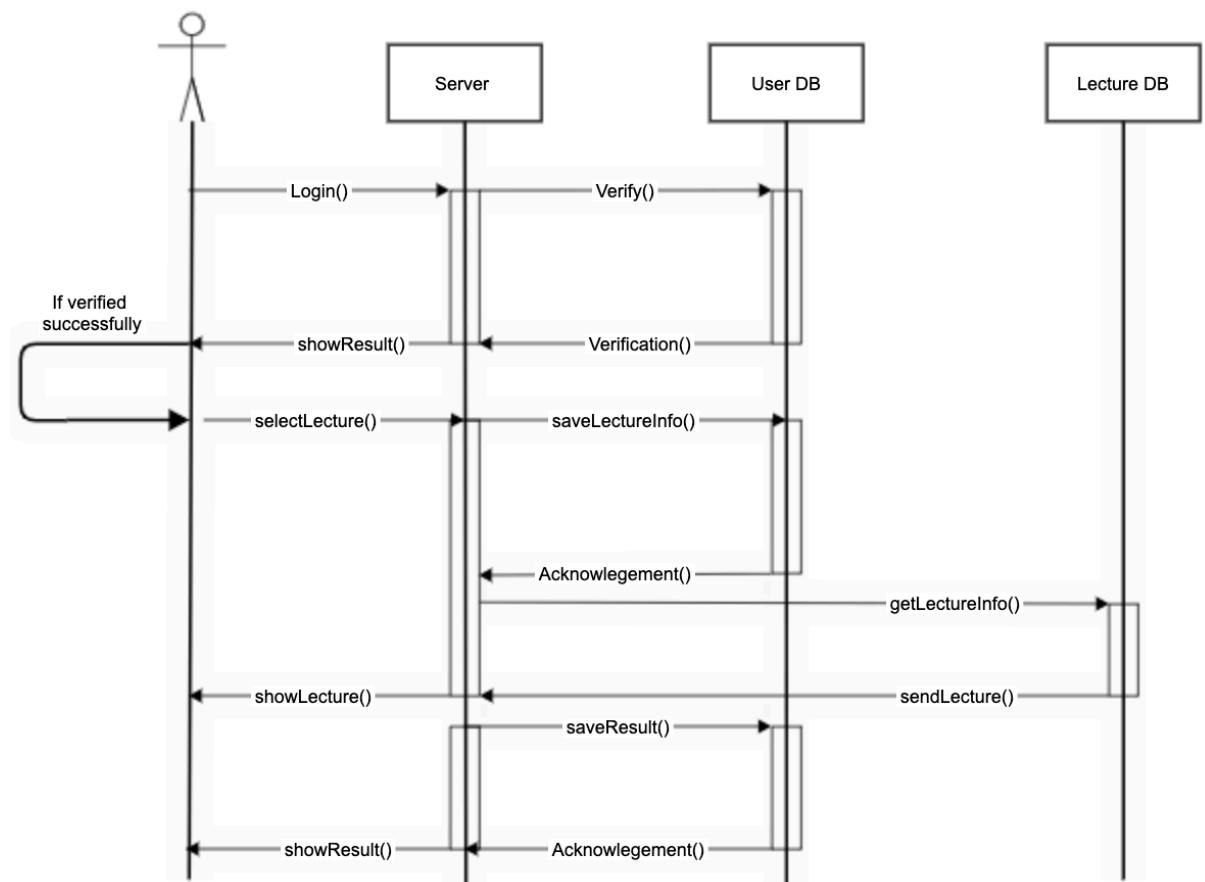 Server
User DB
Lecture DB
Login()
Verify()
If verified
successfully
showResult()
Verification()
selectLecture()
saveLectureInfo()
Acknowlegement()
getLectureInfo()
showLecture()
sendLecture()
saveResult()
showResult()
Acknowlegement()